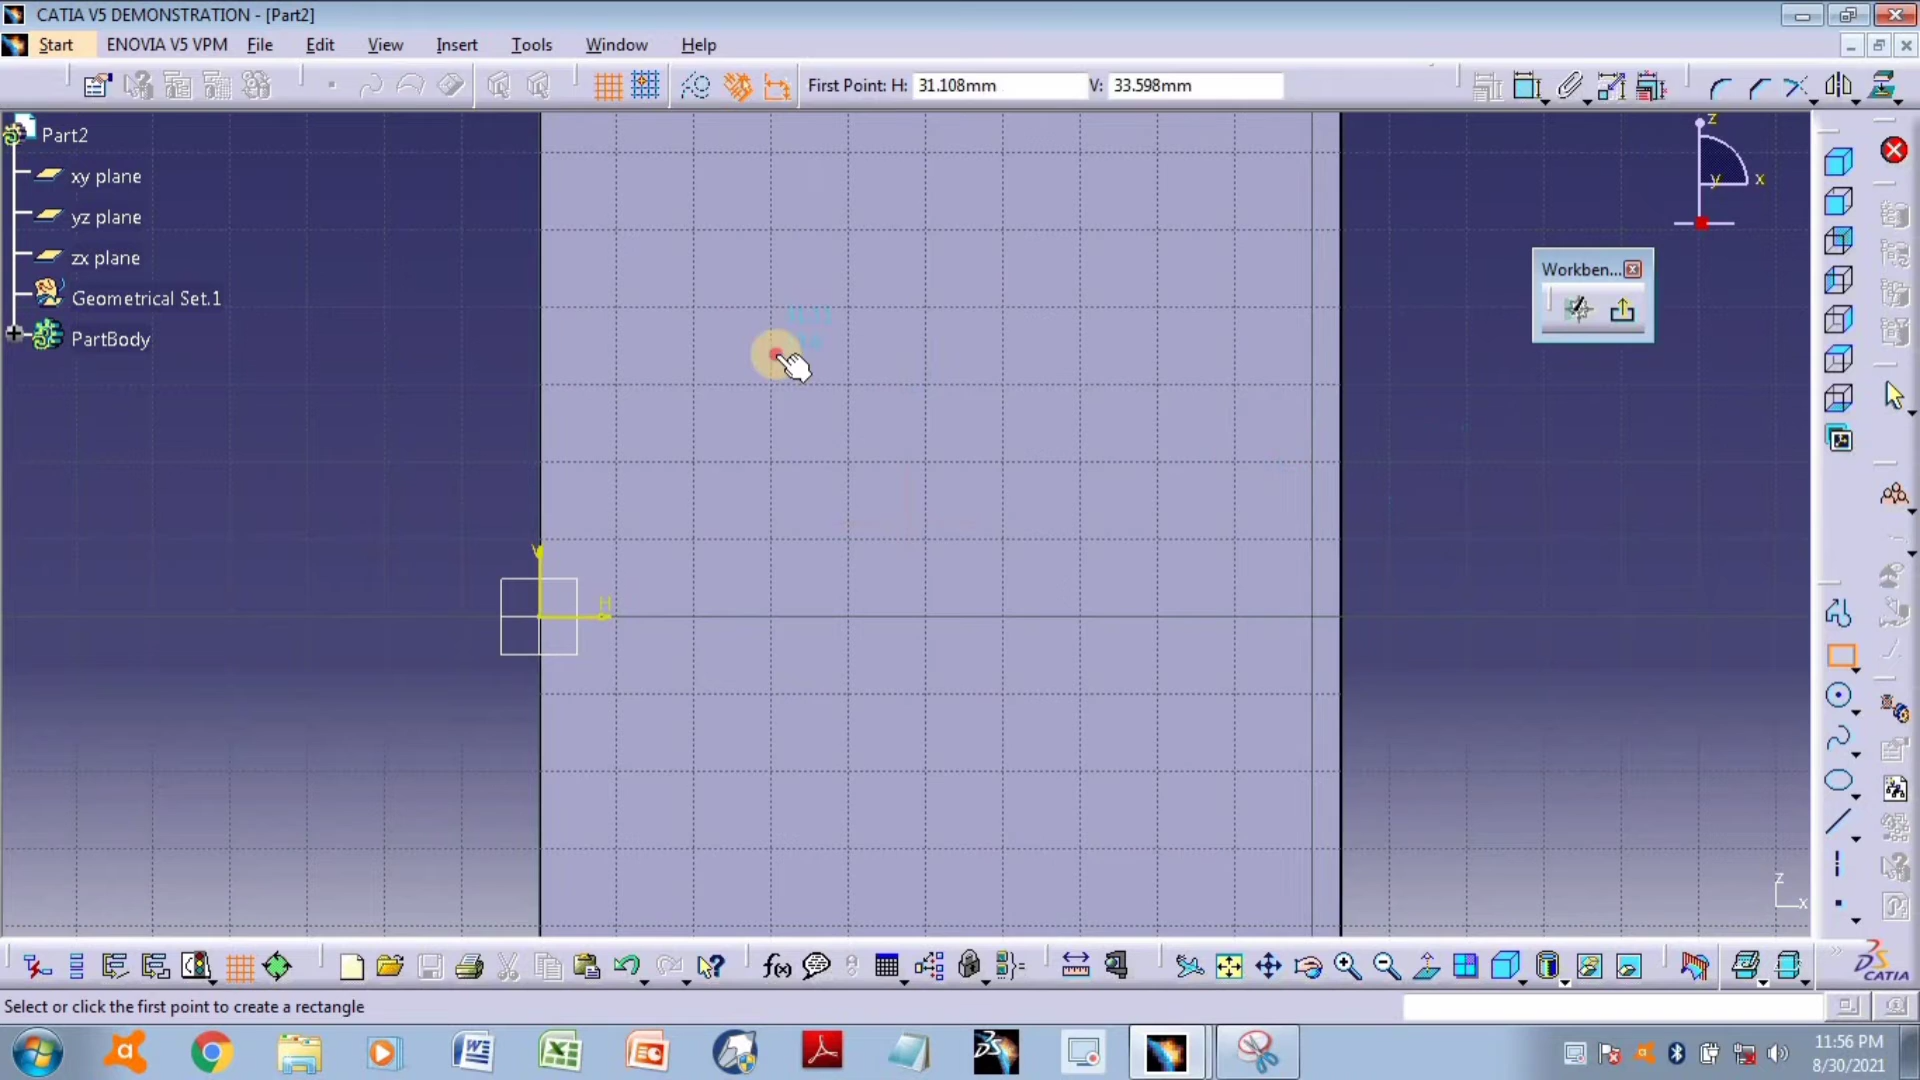 CATIA V5 DEMONSTRATION - [Part2]
Start ENOVIA V5 VPM File Edit View Insert Tools Window Help
First Point: H: 31.108mm V: 33.598mm
Part2
xy plane
yz plane
zx plane
Geometrical Set.1
PartBody
z
y x
Workben...
V
H
z
x
f(x)
DS
CATIA
Select or click the first point to create a rectangle
11:56 PM
8/30/2021